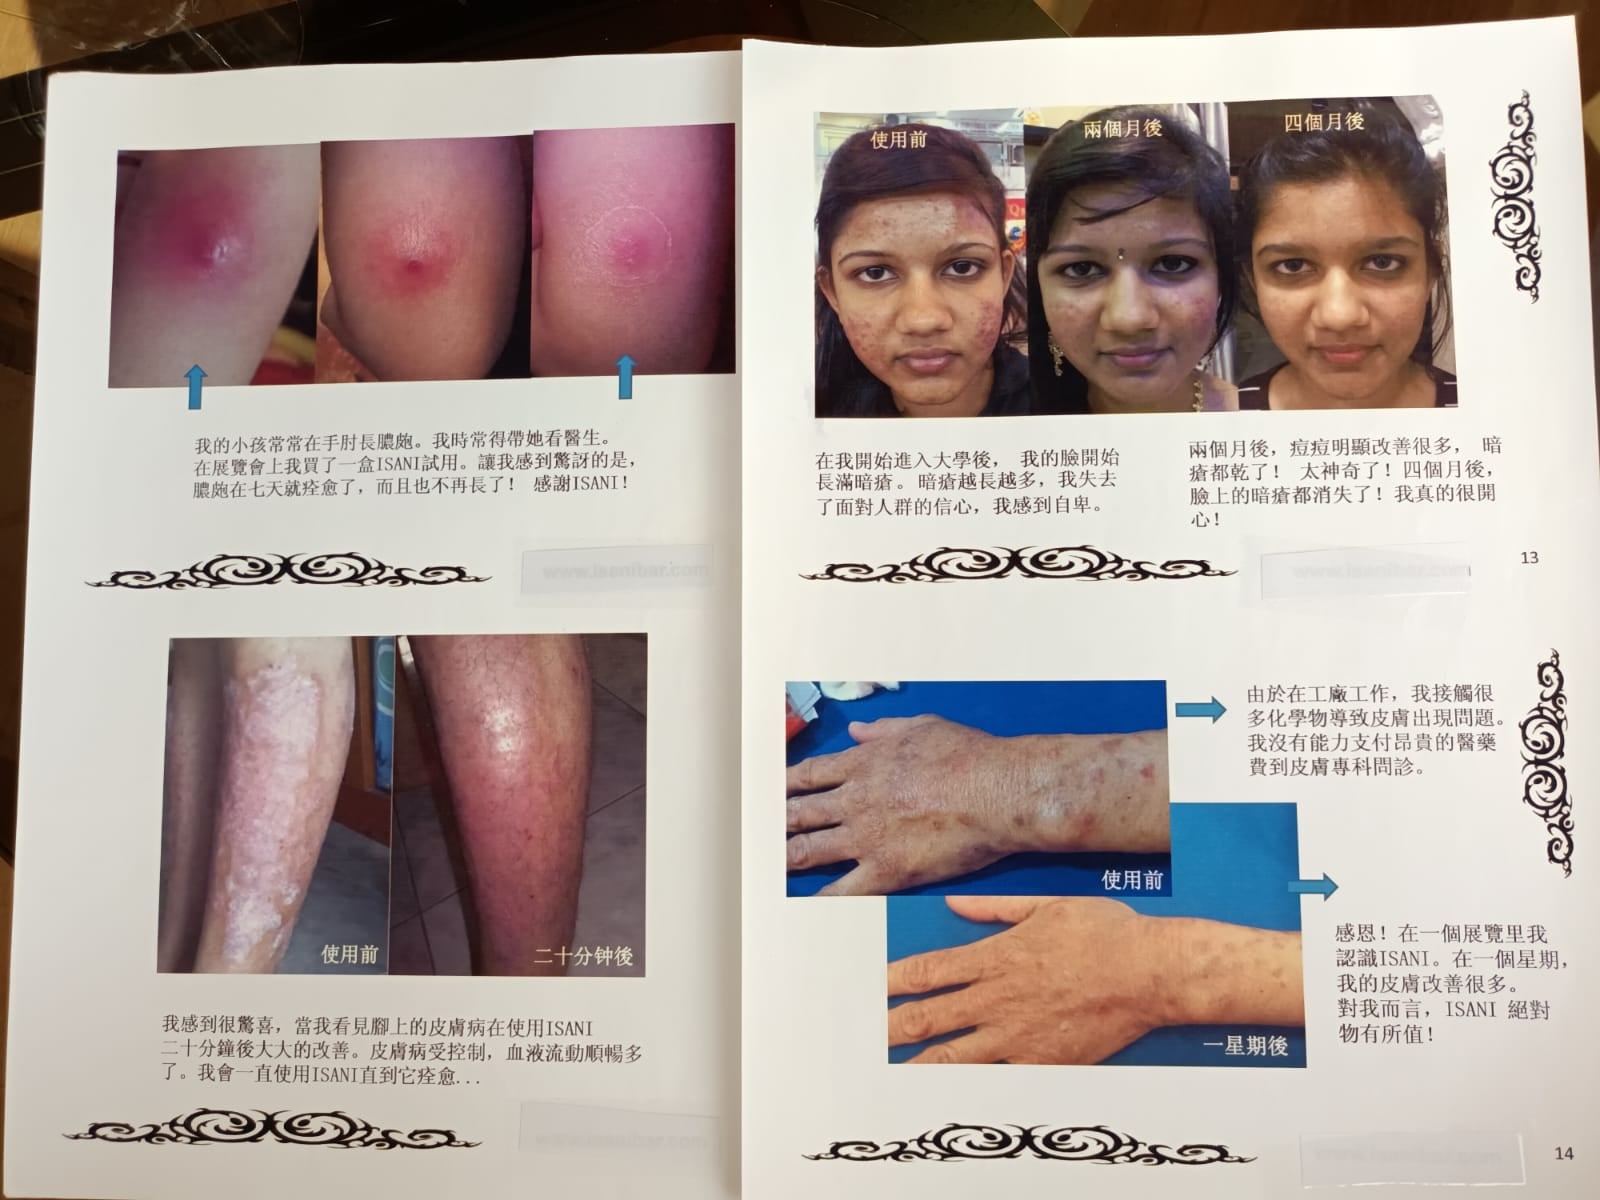 我的小孩常常在手肘長膿皰。我時常得帶她看醫生。
在展覽會上我買了一盒ISANI試用。讓我感到驚訝的是，
膿皰在七天就痊愈了，而且也不再長了！ 感謝ISANI！
www.isanibar.com
使用前
二十分钟後
我感到很驚喜，當我看見腳上的皮膚病在使用ISANI
二十分鐘後大大的改善。皮膚病受控制，血液流動順暢多
了。我會一直使用ISANI直到它痊愈...
www.isanibar.com
使用前
兩個月後
四個月後
在我開始進入大學後， 我的臉開始
長滿暗瘡。暗瘡越長越多，我失去
了面對人群的信心，我感到自卑。
兩個月後，痘痘明顯改善很多， 暗
瘡都乾了！ 太神奇了！四個月後，
臉上的暗瘡都消失了！我真的很開
心！
www.isanibar.com
13
使用前
由於在工廠工作，我接觸很
多化學物導致皮膚出現問題。
我沒有能力支付昂貴的醫藥
費到皮膚專科問診。
一星期後
感恩！在一個展覽里我
認識ISANI。在一個星期，
我的皮膚改善很多。
對我而言，ISANI 絕對
物有所值！
www.isanibar.com
14